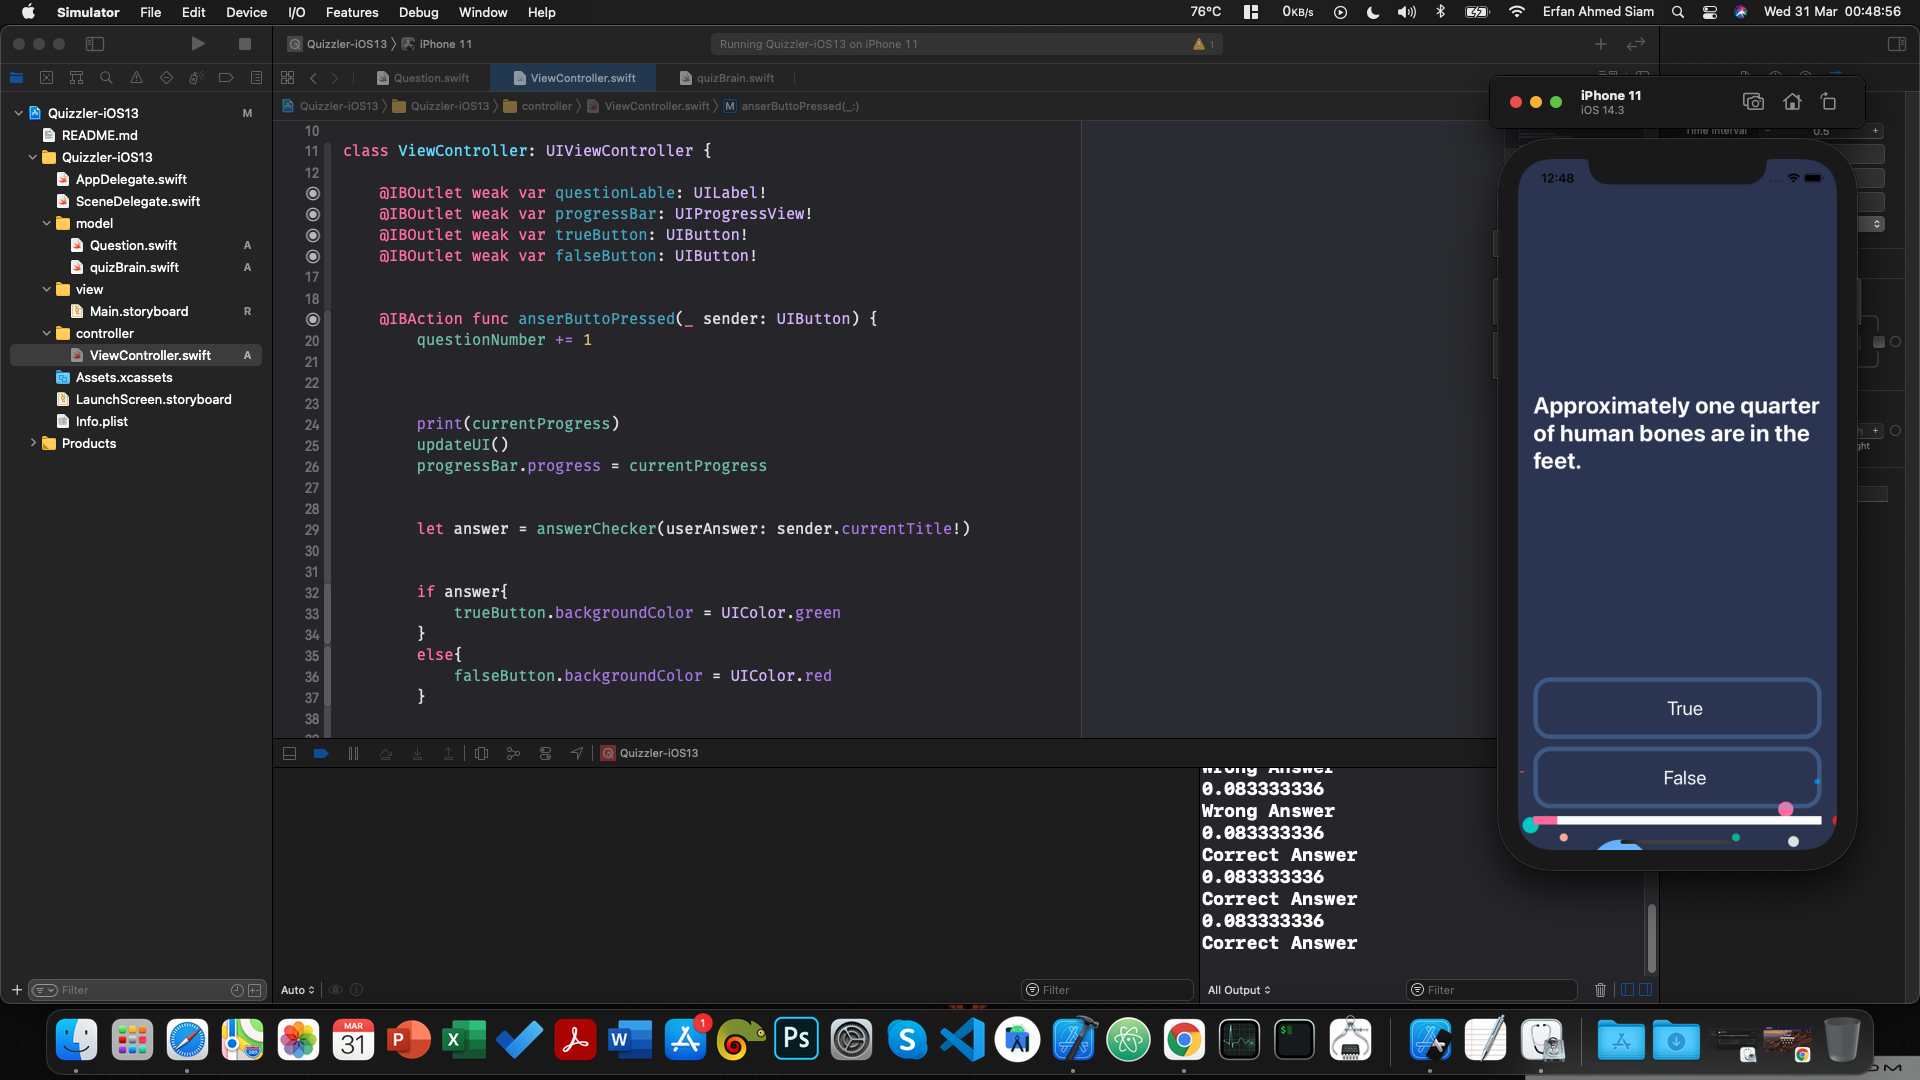 Simulator File Edit Device I/O Features Debug Window Help 76°C 0KB/s Erfan Ahmed Siam Wed 31 Mar 00:48:56
Quizzler-iOS13 iPhone 11
Running Quizzler-iOS13 on iPhone 11 1
Question.swift ViewController.swift quizBrain.swift
Quizzler-iOS13 Quizzler-iOS13 controller ViewController.swift M anserButtoPressed(_:)
Quizzler-iOS13 M
README.md
Quizzler-iOS13
AppDelegate.swift
SceneDelegate.swift
model
Question.swift A
quizBrain.swift A
view
Main.storyboard R
controller
ViewController.swift A
Assets.xcassets
LaunchScreen.storyboard
Info.plist
Products
Filter
10
11 class ViewController: UIViewController {
12
@IBOutlet weak var questionLable: UILabel!
@IBOutlet weak var progressBar: UIProgressView!
@IBOutlet weak var trueButton: UIButton!
@IBOutlet weak var falseButton: UIButton!
17
18
@IBAction func anserButtoPressed(_ sender: UIButton) {
20 questionNumber += 1
21
22
23
24 print(currentProgress)
25 updateUI()
26 progressBar.progress = currentProgress
27
28
29 let answer = answerChecker(userAnswer: sender.currentTitle!)
30
31
32 if answer{
33 trueButton.backgroundColor = UIColor.green
34 }
35 else{
36 falseButton.backgroundColor = UIColor.red
37 }
38
Quizzler-iOS13
Wrong Answer
0.083333336
Wrong Answer
0.083333336
Correct Answer
0.083333336
Correct Answer
0.083333336
Correct Answer
Auto Filter
All Output Filter
iPhone 11
iOS 14.3
Time Interval 0.5
12:48
Approximately one quarter
of human bones are in the
feet.
True
False
1
MAR
31